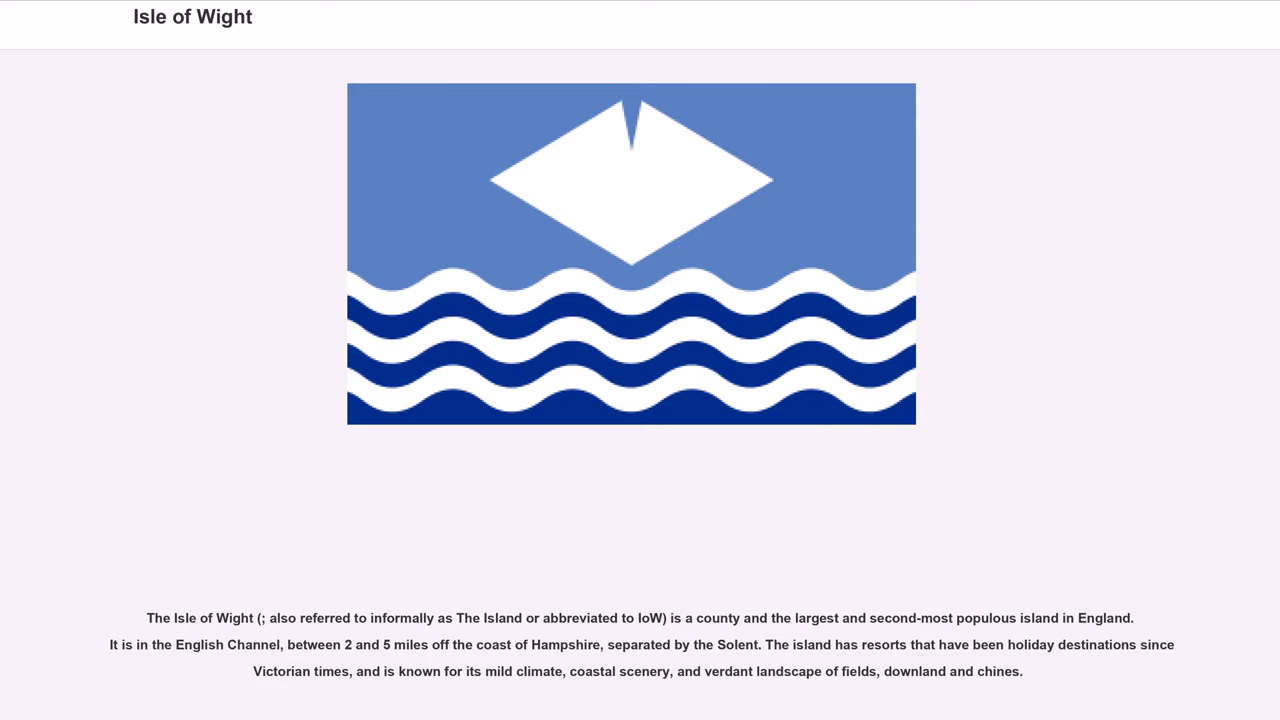 Isle of Wight
The Isle of Wight (; also referred to informally as The Island or abbreviated to IoW) is a county and the largest and second-most populous island in England.
It is in the English Channel, between 2 and 5 miles off the coast of Hampshire, separated by the Solent. The island has resorts that have been holiday destinations since
Victorian times, and is known for its mild climate, coastal scenery, and verdant landscape of fields, downland and chines.